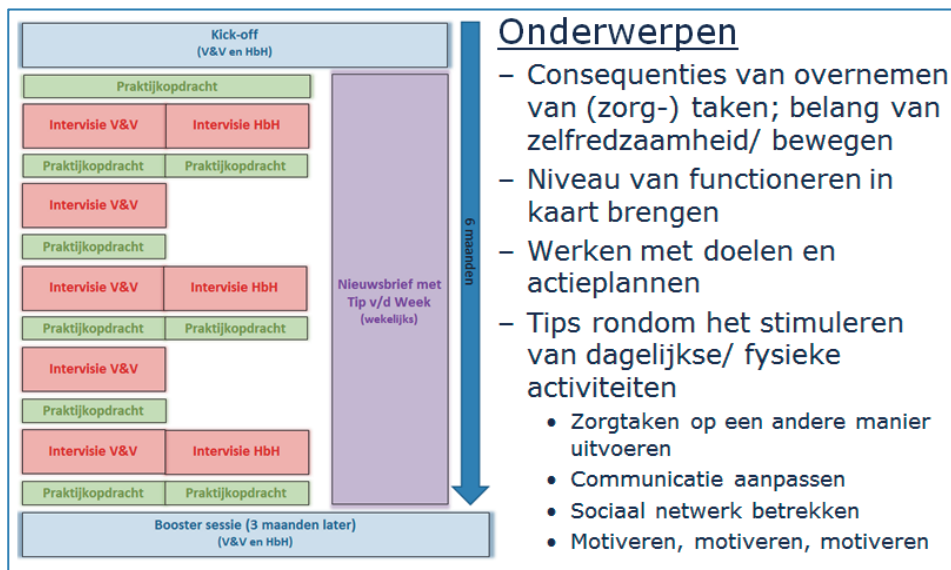 Kick-off
(V&V en HbH)
Praktijkopdracht
Intervisie V&V
Intervisie HbH
Praktijkopdracht
Praktijkopdracht
Intervisie V&V
Praktijkopdracht
Intervisie V&V
Intervisie HbH
Praktijkopdracht
Praktijkopdracht
Intervisie V&V
Praktijkopdracht
Intervisie V&V
Intervisie HbH
Praktijkopdracht
Praktijkopdracht
Nieuwsbrief met
Tip v/d Week
(wekelijks)
6 maanden
Booster sessie (3 maanden later)
(V&V en HbH)
Onderwerpen
– Consequenties van overnemen
van (zorg-) taken; belang van
zelfredzaamheid/ bewegen
– Niveau van functioneren in
kaart brengen
– Werken met doelen en
actieplannen
– Tips rondom het stimuleren
van dagelijkse/ fysieke
activiteiten
• Zorgtaken op een andere manier
uitvoeren
• Communicatie aanpassen
• Sociaal netwerk betrekken
• Motiveren, motiveren, motiveren